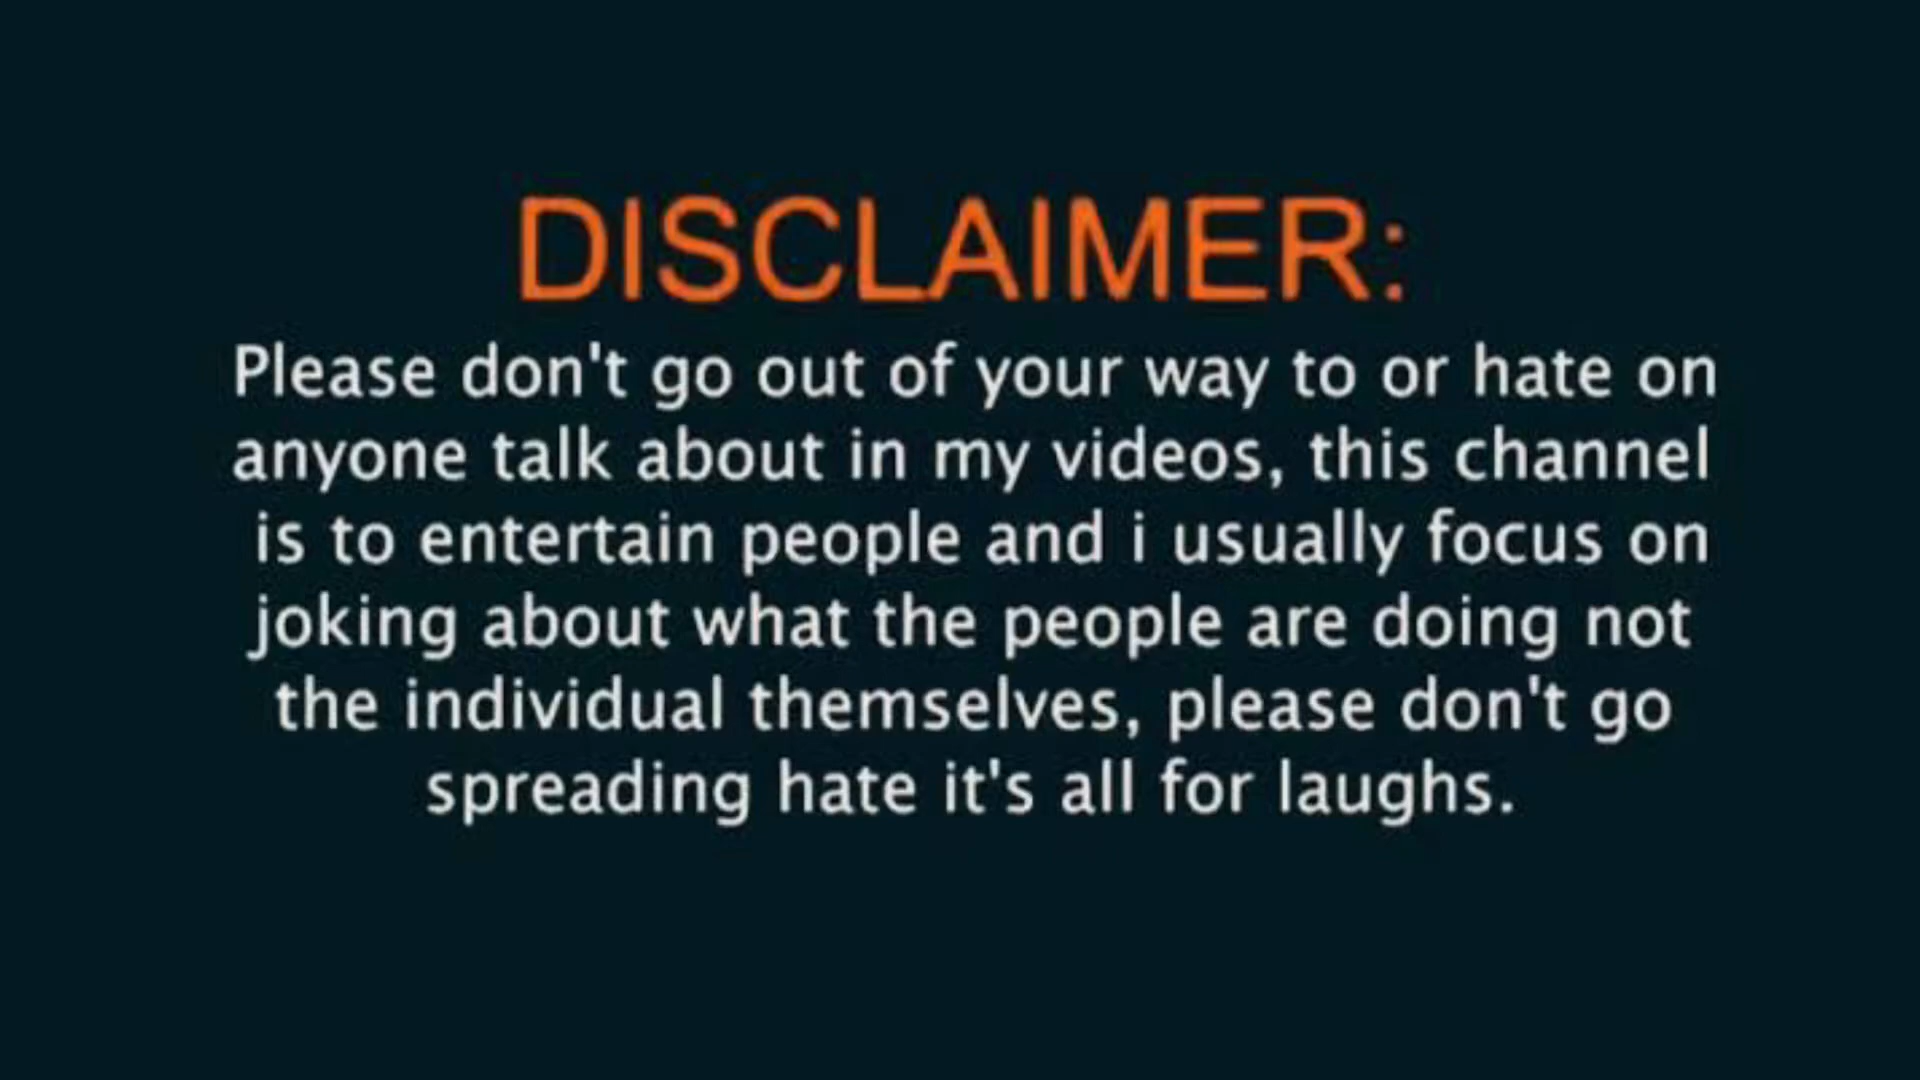 DISCLAIMER:
Please don't go out of your way to or hate on
anyone talk about in my videos, this channel
is to entertain people and i usually focus on
joking about what the people are doing not
the individual themselves, please don't go
spreading hate it's all for laughs.